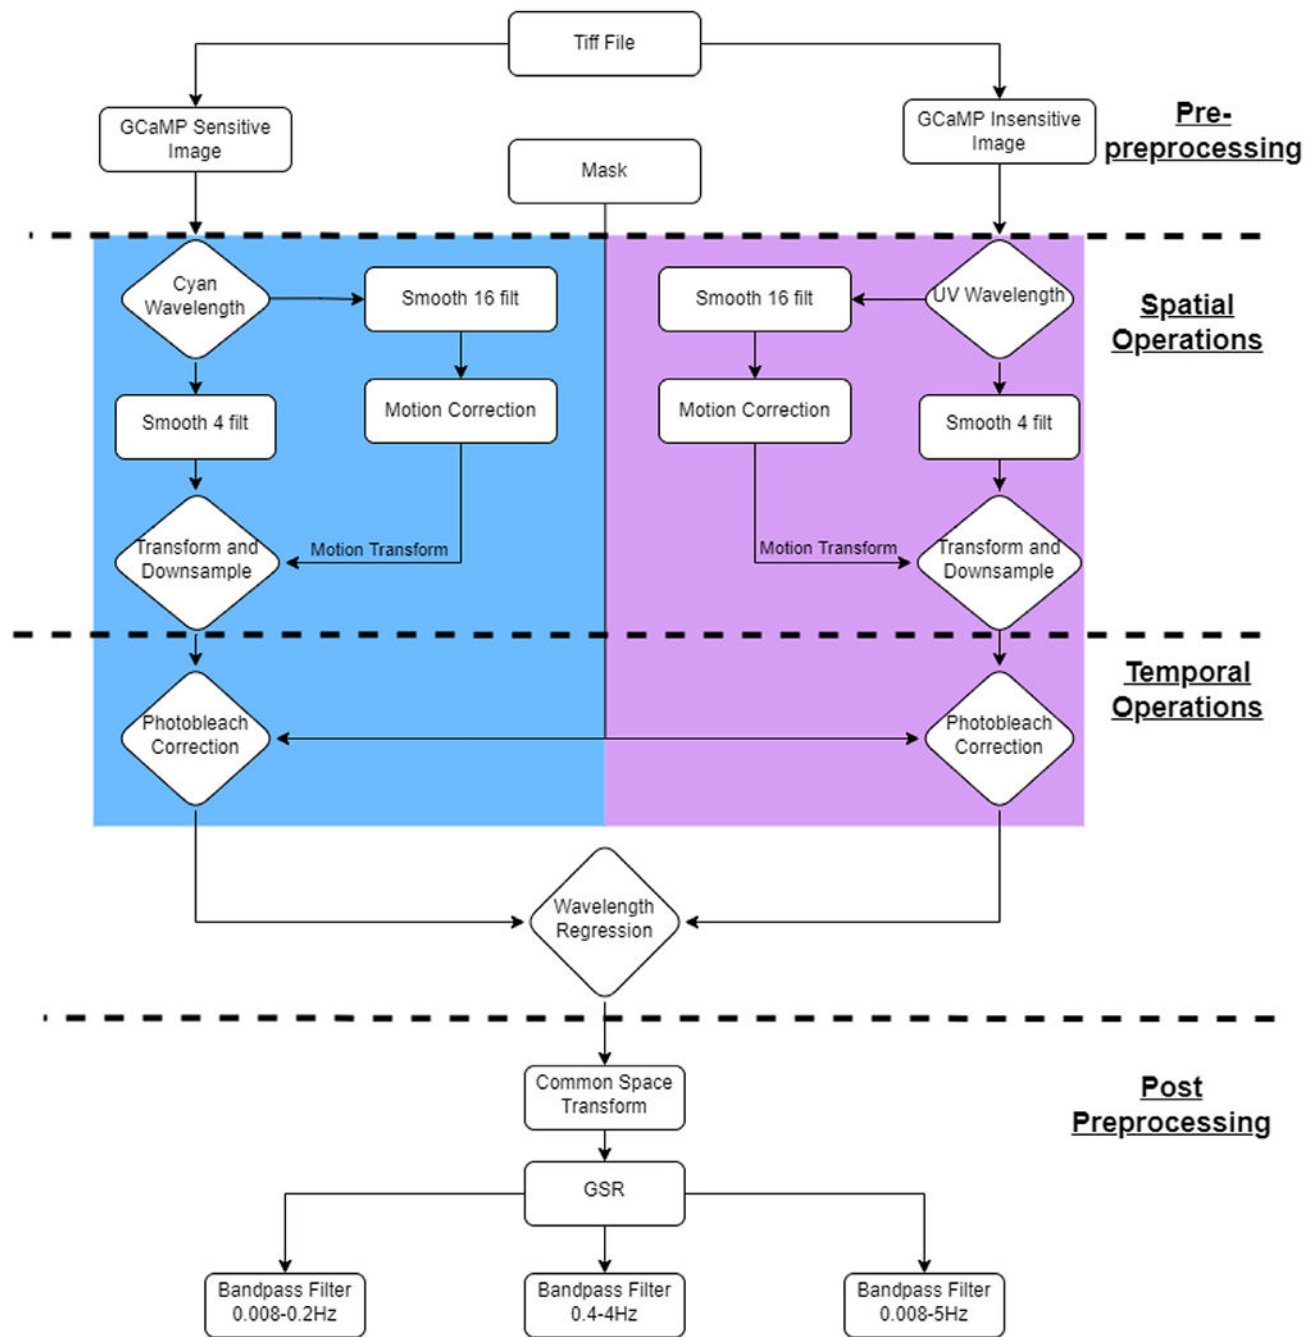 Tiff File
GCaMP Sensitive
Image
GCaMP Insensitive
Image
Pre-
preprocessing
Mask
Cyan
Wavelength
Smooth 16 filt
Smooth 16 filt
UV Wavelength
Spatial
Operations
Smooth 4 filt
Motion Correction
Motion Correction
Smooth 4 filt
Transform and
Downsample
Motion Transform
Motion Transform
Transform and
Downsample
Temporal
Operations
Photobleach
Correction
Photobleach
Correction
Wavelength
Regression
Common Space
Transform
Post
Preprocessing
GSR
Bandpass Filter
0.008-0.2Hz
Bandpass Filter
0.4-4Hz
Bandpass Filter
0.008-5Hz